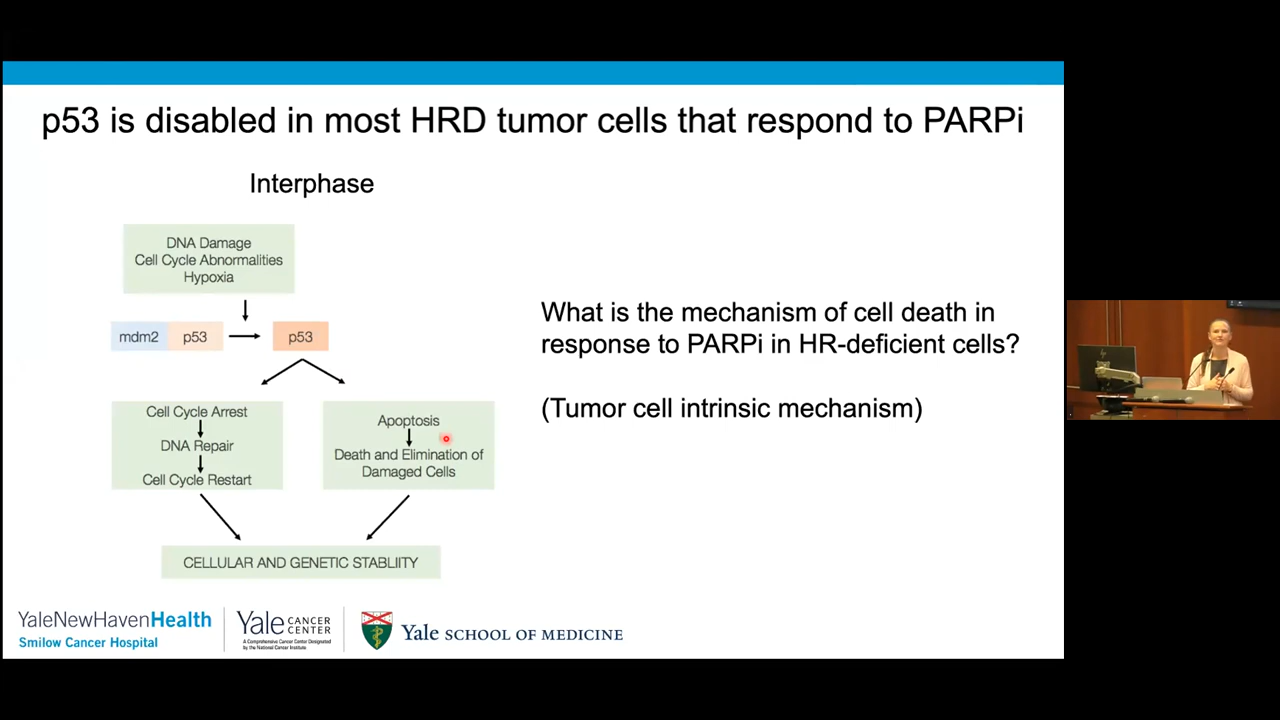 p53 is disabled in most HRD tumor cells that respond to PARPi
Interphase
DNA Damage
Cell Cycle Abnormalities
Hypoxia
mdm2
p53
p53
Cell Cycle Arrest
DNA Repair
Cell Cycle Restart
Apoptosis
Death and Elimination of
Damaged Cells
CELLULAR AND GENETIC STABLIITY
What is the mechanism of cell death in
response to PARPi in HR-deficient cells?
(Tumor cell intrinsic mechanism)
YaleNewHavenHealth
Smilow Cancer Hospital
Yale CANCER
CENTER
A Comprehensive Cancer Center Designated
by the National Cancer Institute
Yale SCHOOL OF MEDICINE